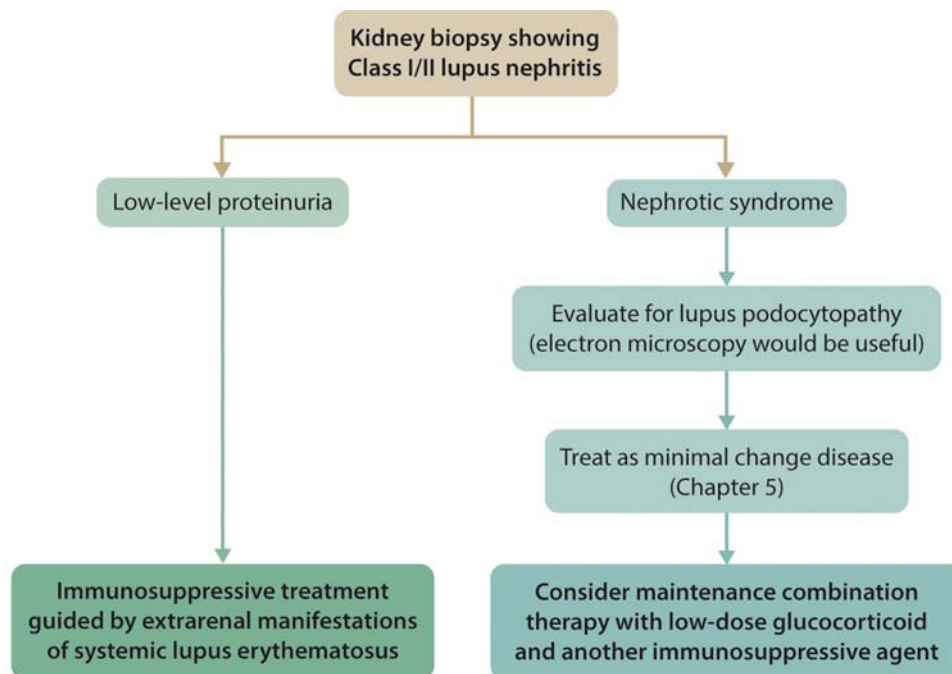 Kidney biopsy showing
Class I/II lupus nephritis
Low-level proteinuria
Nephrotic syndrome
Evaluate for lupus podocytopathy
(electron microscopy would be useful)
Treat as minimal change disease
(Chapter 5)
Immunosuppressive treatment
guided by extrarenal manifestations
of systemic lupus erythematosus
Consider maintenance combination
therapy with low-dose glucocorticoid
and another immunosuppressive agent